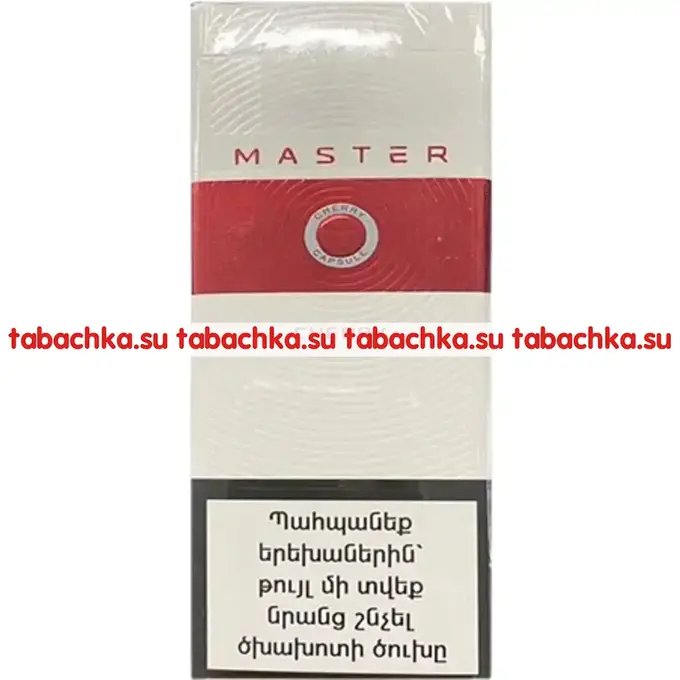 MASTER
CHERRY
CAPSULE
tabachka.su tabachka.su tabachka.su tabachka.su
Պահպանեք
երեխաներին՝
թույլ մի տվեք
նրանց շնչել
ծխախոտի ծուխը